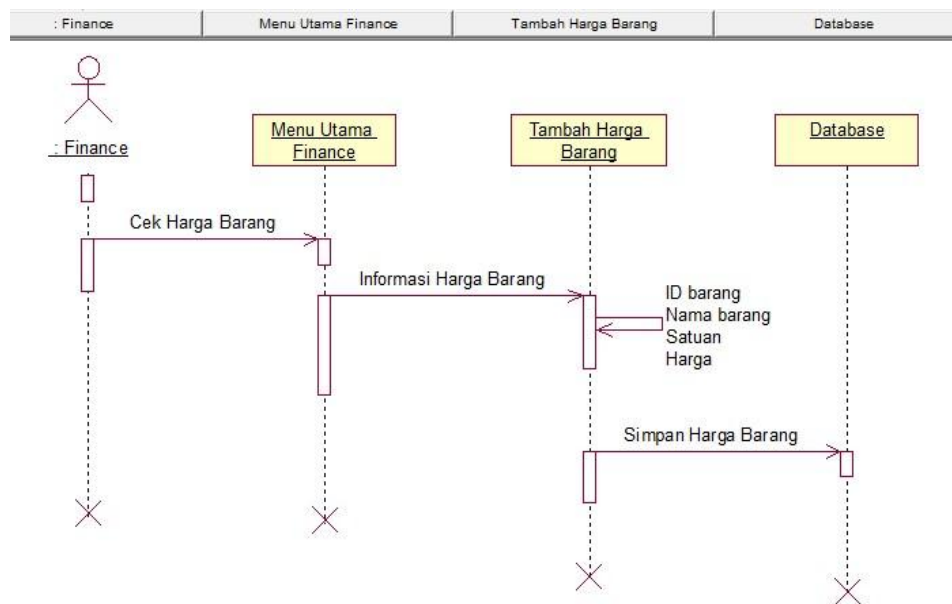 : Finance
Menu Utama Finance
Tambah Harga Barang
Database
: Finance
Menu Utama
Finance
Tambah Harga
Barang
Database
Cek Harga Barang
Informasi Harga Barang
ID barang
Nama barang
Satuan
Harga
Simpan Harga Barang